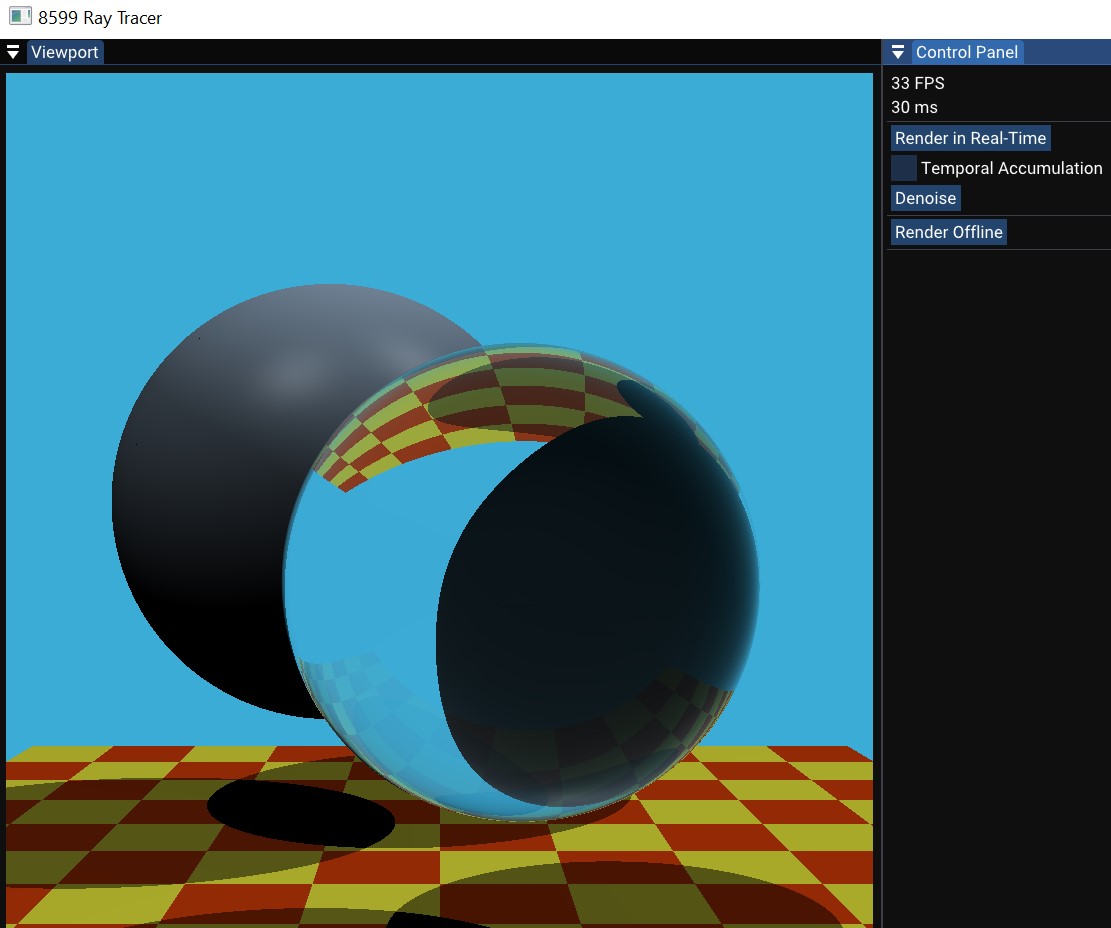 8599 Ray Tracer
Viewport
Control Panel
33 FPS
30 ms
Render in Real-Time
Temporal Accumulation
Denoise
Render Offline